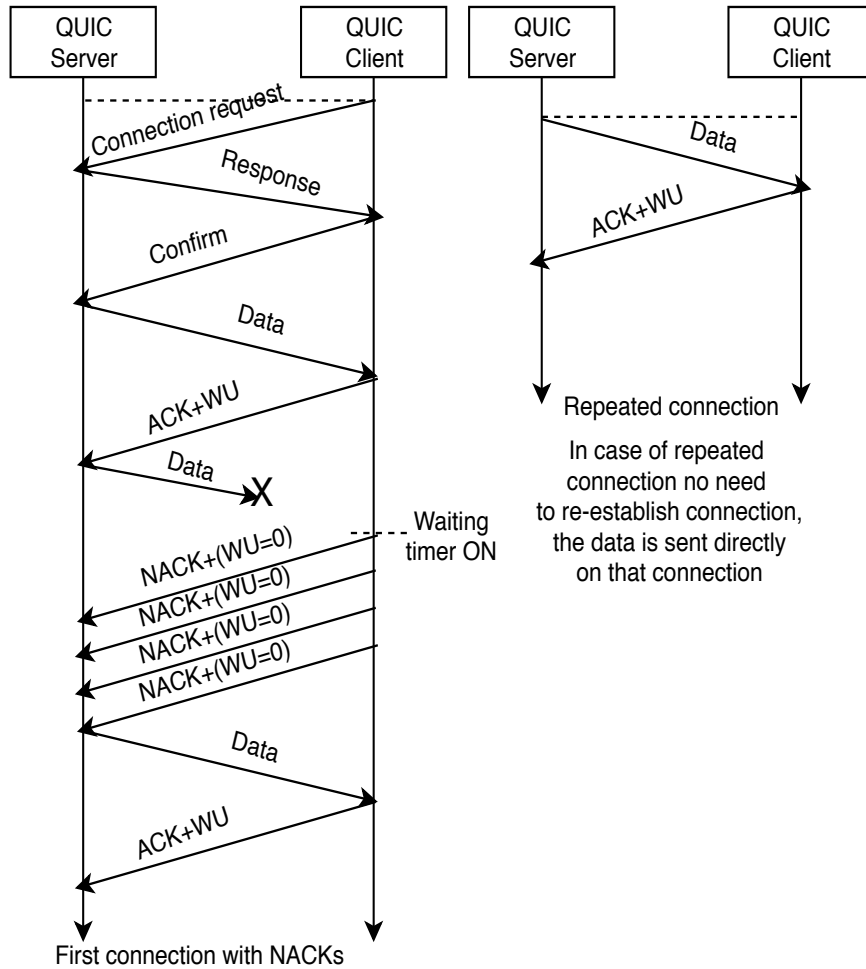 QUIC
Server
QUIC
Client
QUIC
Server
QUIC
Client
Connection request
Response
Confirm
Data
ACK+WU
Data
X
Waiting
timer ON
NACK+(WU=0)
NACK+(WU=0)
NACK+(WU=0)
NACK+(WU=0)
Data
ACK+WU
First connection with NACKs
Data
ACK+WU
Repeated connection
In case of repeated
connection no need
to re-establish connection,
the data is sent directly
on that connection